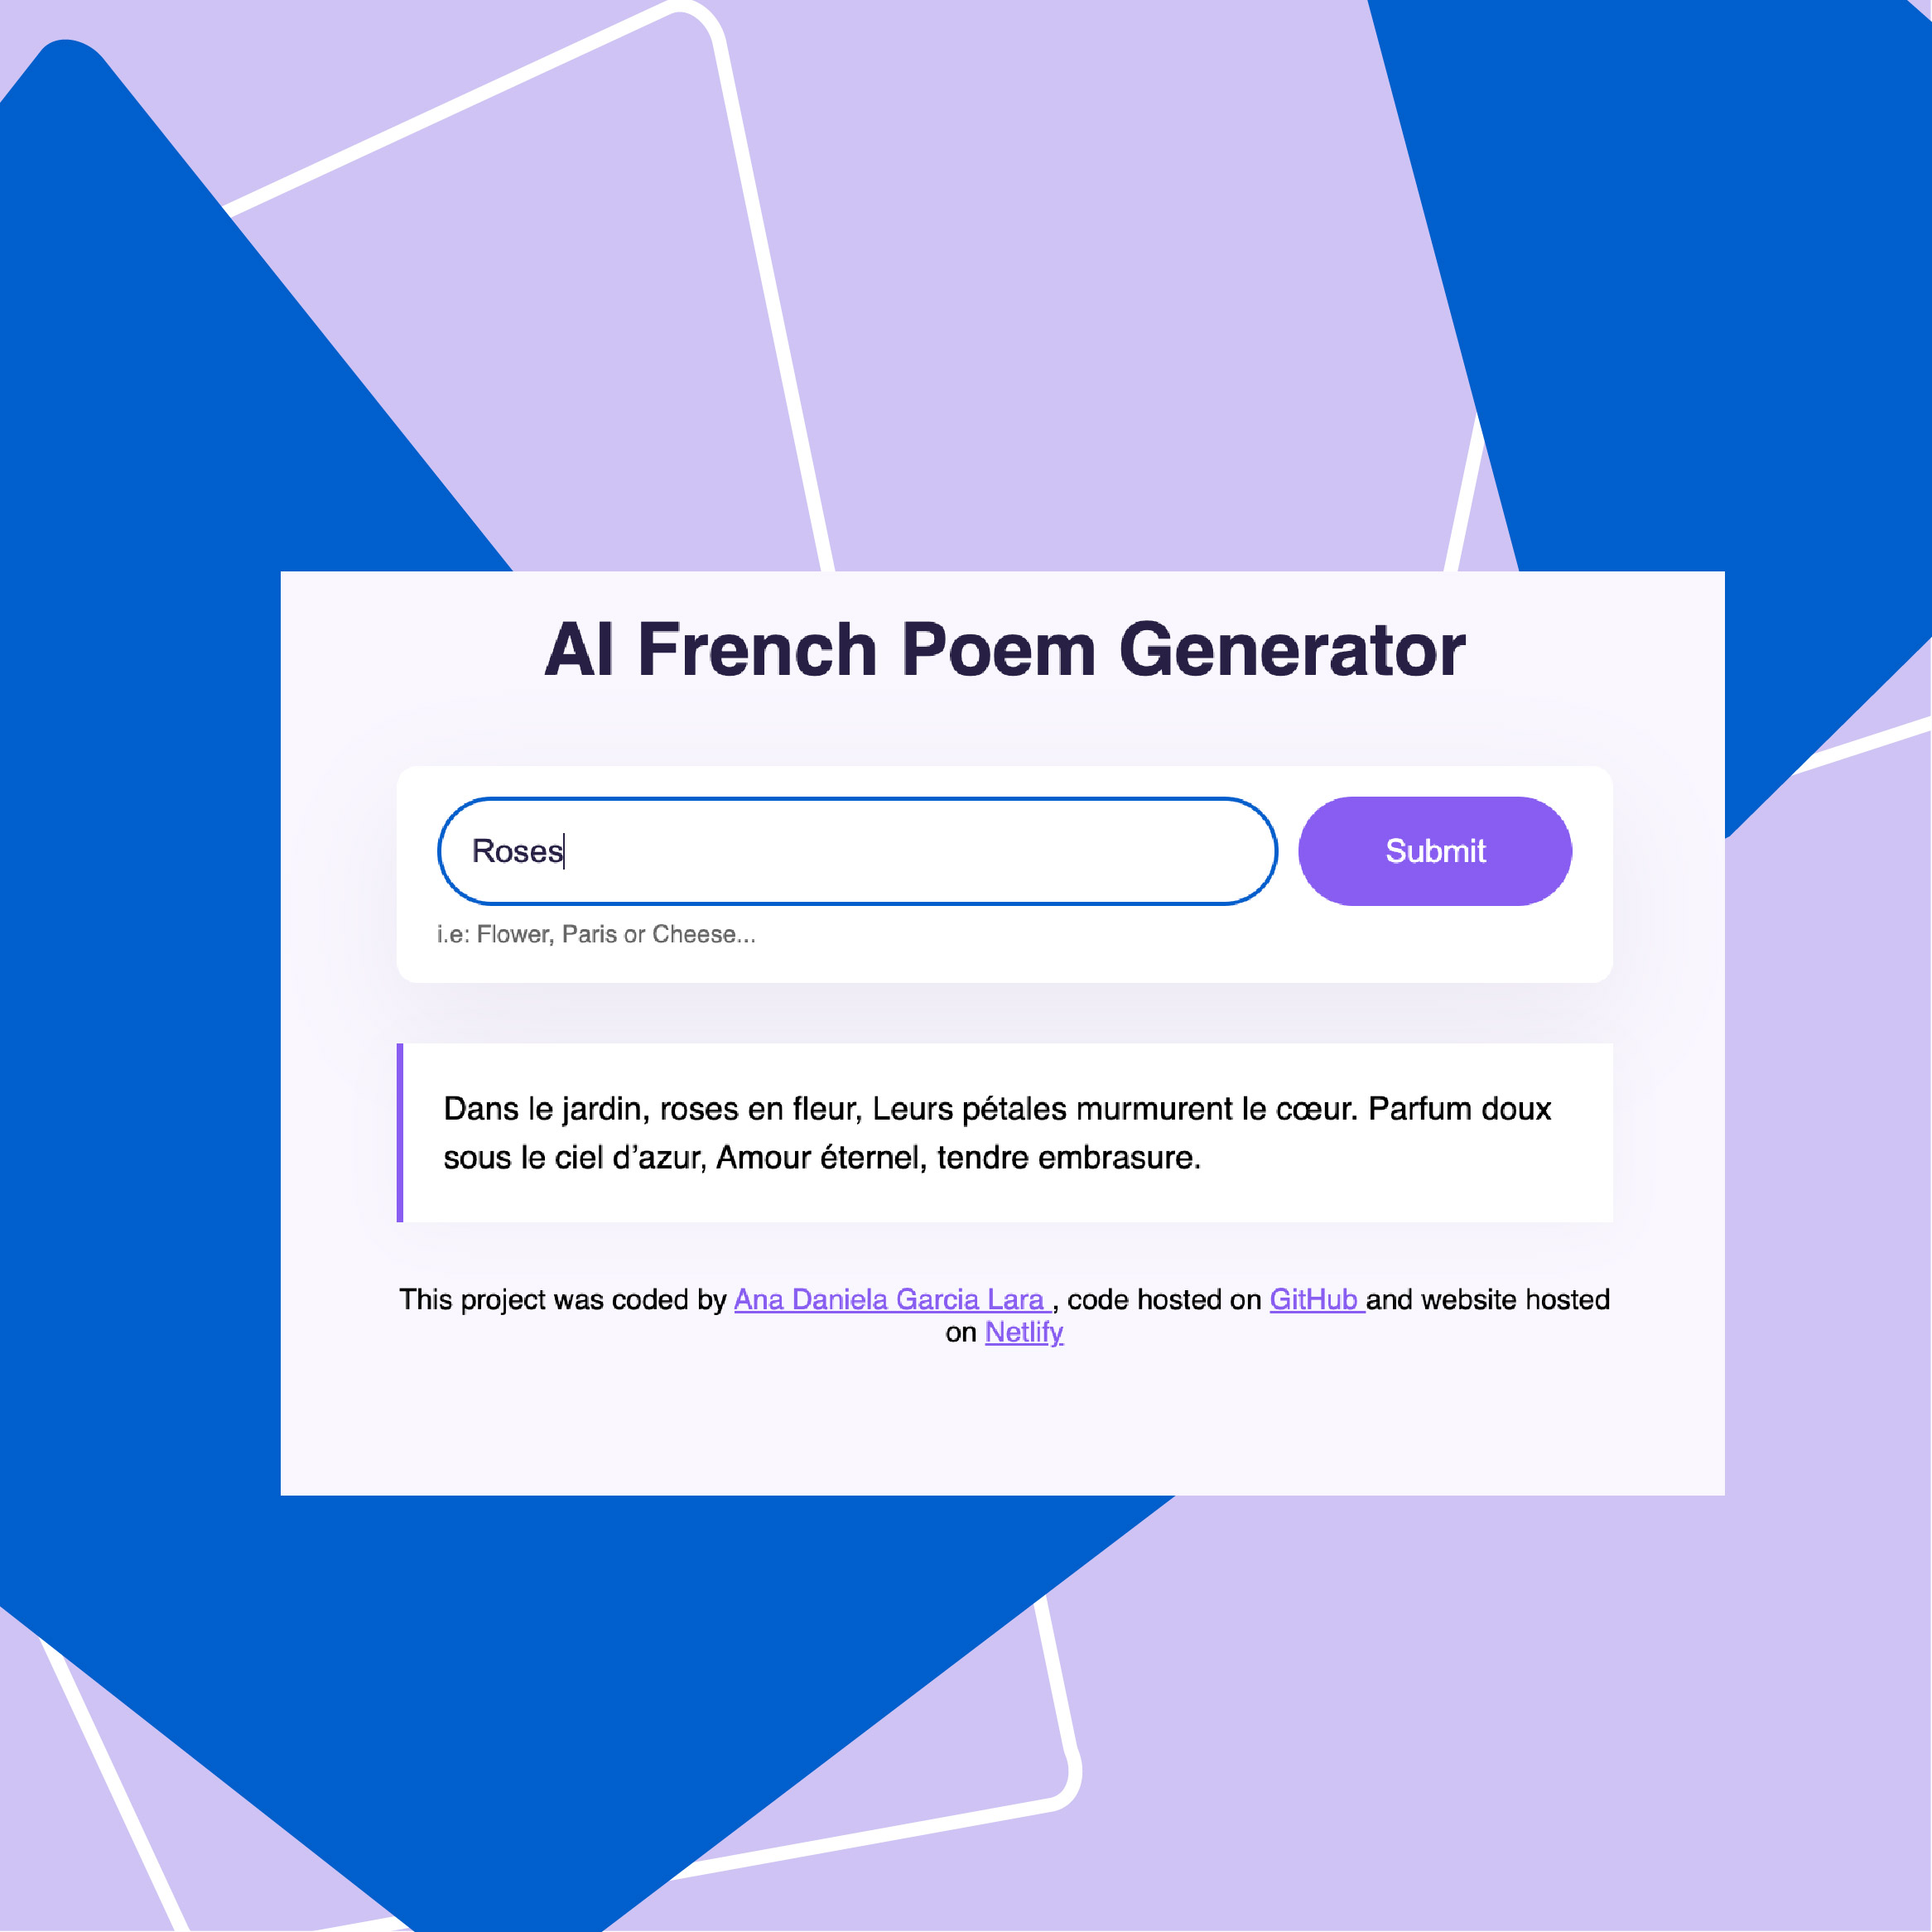 AI French Poem Generator
Roses
Submit
i.e: Flower, Paris or Cheese...
Dans le jardin, roses en fleur, Leurs pétales murmurent le cœur. Parfum doux
sous le ciel d’azur, Amour éternel, tendre embrasure.
This project was coded by Ana Daniela Garcia Lara , code hosted on GitHub and website hosted
on Netlify